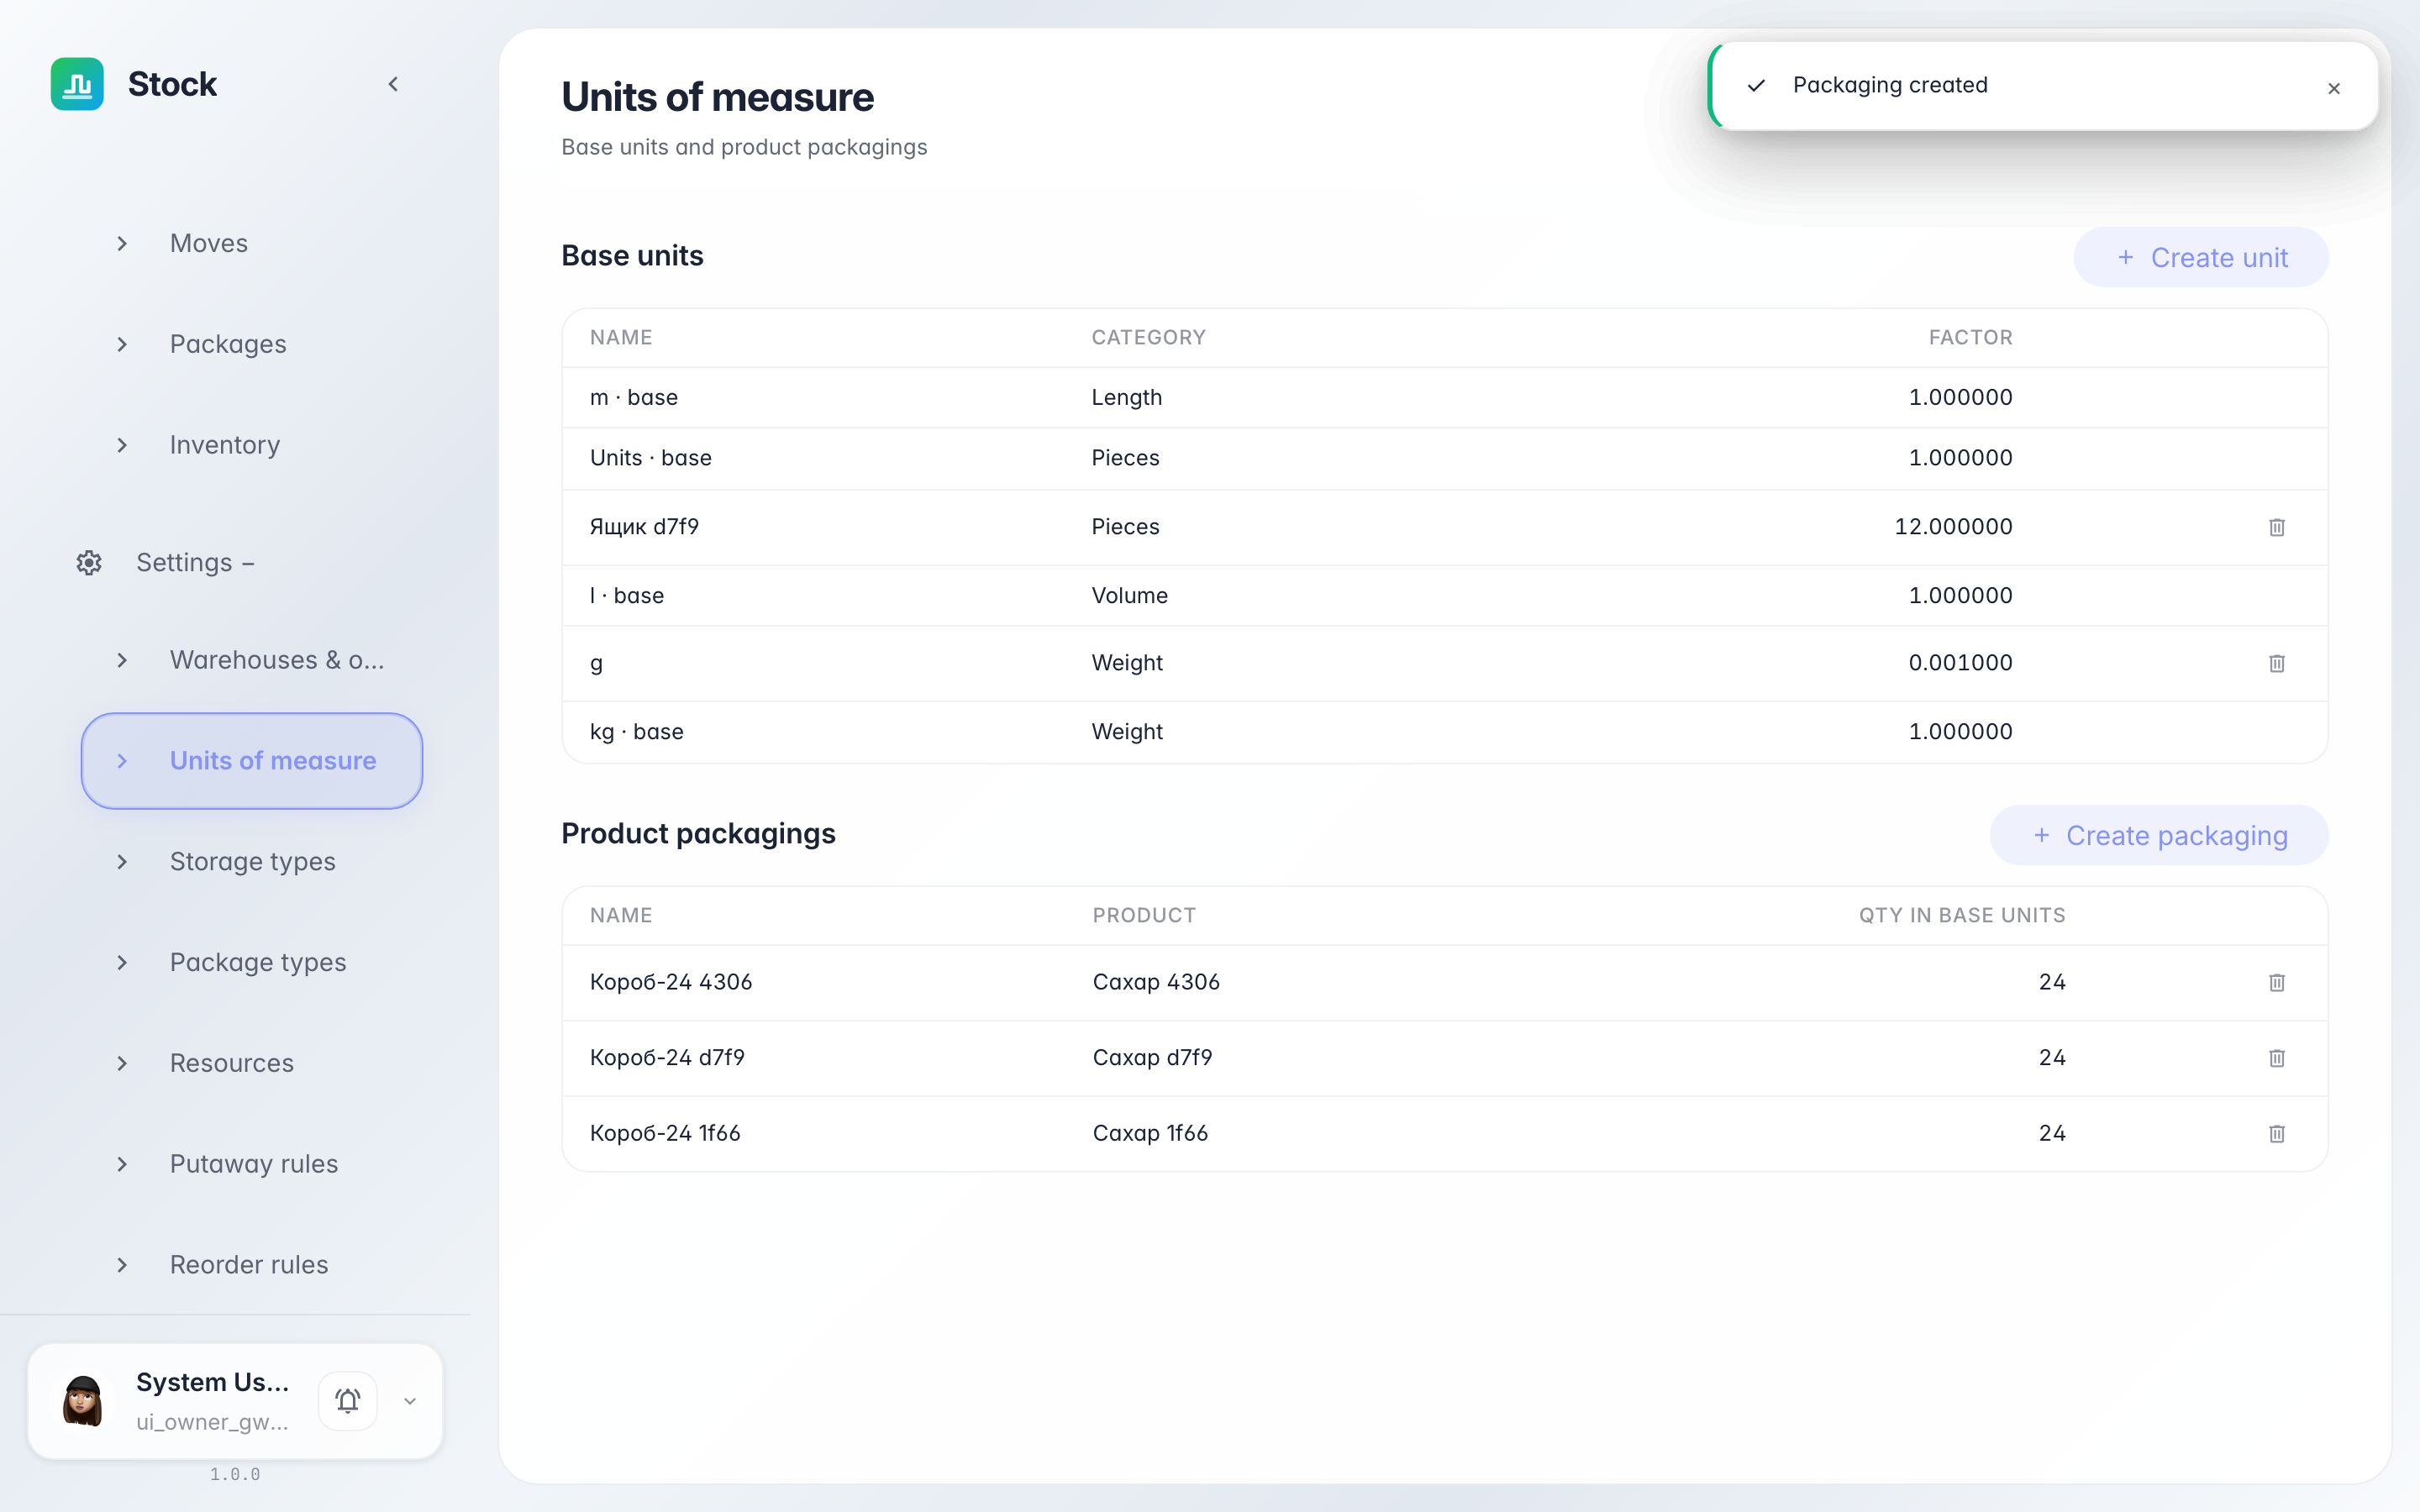 Stock
Moves
Packages
Inventory
Settings –
Warehouses & o...
Units of measure
Storage types
Package types
Resources
Putaway rules
Reorder rules
System Us...
ui_owner_gw...
1.0.0
Units of measure
Base units and product packagings
Packaging created
Base units
+ Create unit
NAME CATEGORY FACTOR
m · base Length 1.000000
Units · base Pieces 1.000000
Ящик d7f9 Pieces 12.000000
l · base Volume 1.000000
g Weight 0.001000
kg · base Weight 1.000000
Product packagings
+ Create packaging
NAME PRODUCT QTY IN BASE UNITS
Короб-24 4306 Сахар 4306 24
Короб-24 d7f9 Сахар d7f9 24
Короб-24 1f66 Сахар 1f66 24